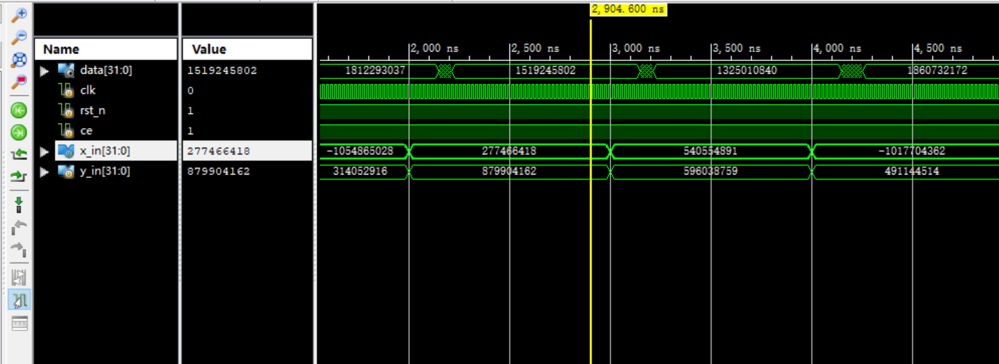 2,904.600 ns
Name Value 2,000 ns 2,500 ns 3,000 ns 3,500 ns 4,000 ns 4,500 ns
data[31:0] 1519245802 1812293037 1519245802 1325010840 1860732172
clk 0
rst_n 1
ce 1
x_in[31:0] 277466418 -1054865028 277466418 540554891 -1017704362
y_in[31:0] 879904162 314052916 879904162 596038759 491144514